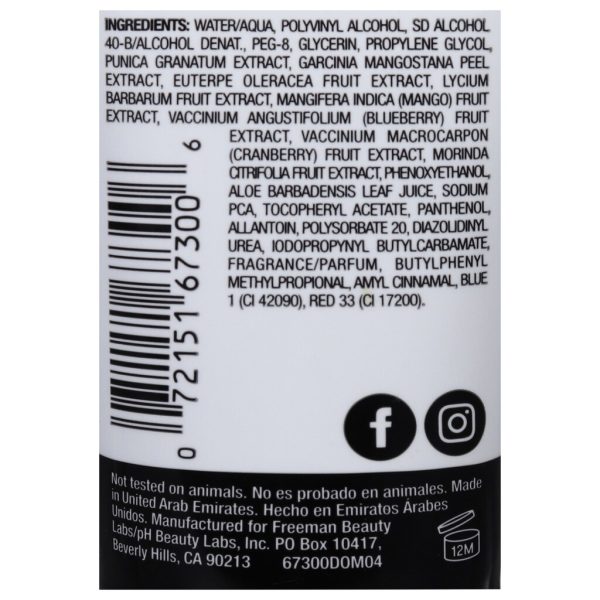 INGREDIENTS: WATER/AQUA, POLYVINYL ALCOHOL, SD ALCOHOL
40-B/ALCOHOL DENAT., PEG-8, GLYCERIN, PROPYLENE GLYCOL,
PUNICA GRANATUM EXTRACT, GARCINIA MANGOSTANA PEEL
EXTRACT, EUTERPE OLERACEA FRUIT EXTRACT, LYCIUM
BARBARUM FRUIT EXTRACT, MANGIFERA INDICA (MANGO) FRUIT
EXTRACT, VACCINIUM ANGUSTIFOLIUM (BLUEBERRY) FRUIT
EXTRACT, VACCINIUM MACROCARPON
(CRANBERRY) FRUIT EXTRACT, MORINDA
CITRIFOLIA FRUIT EXTRACT, PHENOXYETHANOL,
ALOE BARBADENSIS LEAF JUICE, SODIUM
PCA, TOCOPHERYL ACETATE, PANTHENOL,
ALLANTOIN, POLYSORBATE 20, DIAZOLIDINYL
UREA, IODOPROPYNYL BUTYLCARBAMATE,
FRAGRANCE/PARFUM, BUTYLPHENYL
METHYLPROPIONAL, AMYL CINNAMAL, BLUE
1 (CI 42090), RED 33 (CI 17200).
0 72151 67300 6
f
Not tested on animals. No es probado en animales. Made
in United Arab Emirates. Hecho en Emiratos Árabes
Unidos. Manufactured for Freeman Beauty
Labs/pH Beauty Labs, Inc. PO Box 10417,
Beverly Hills, CA 90213 67300DOM04
12M